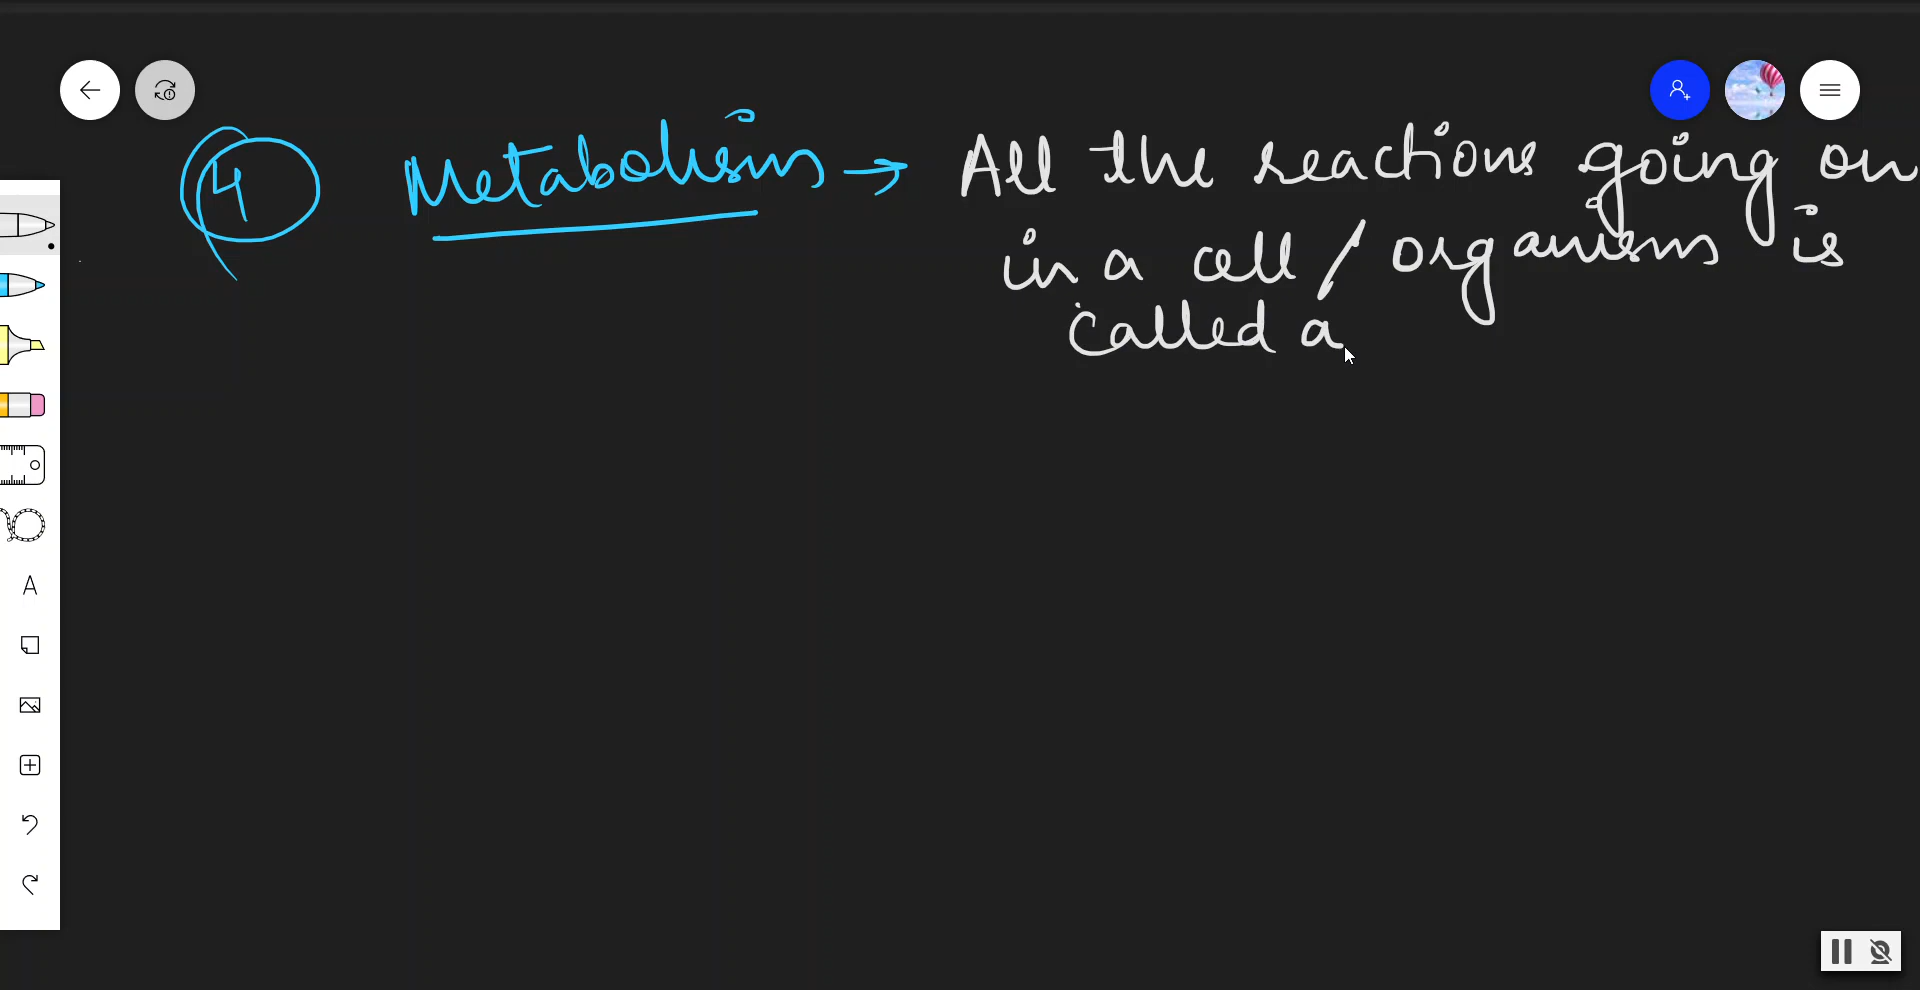 4 Metabolism → All the reactions going on
in a cell / organism is
called a
A